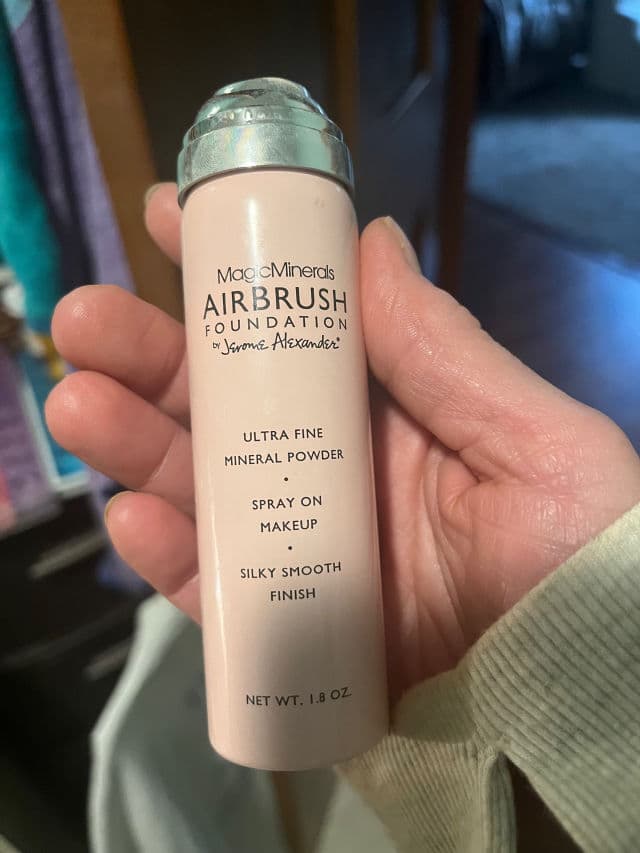 MagicMinerals
AIRBRUSH
FOUNDATION
by Jerome Alexander®
ULTRA FINE
MINERAL POWDER
•
SPRAY ON
MAKEUP
•
SILKY SMOOTH
FINISH
NET WT. 1.8 OZ.